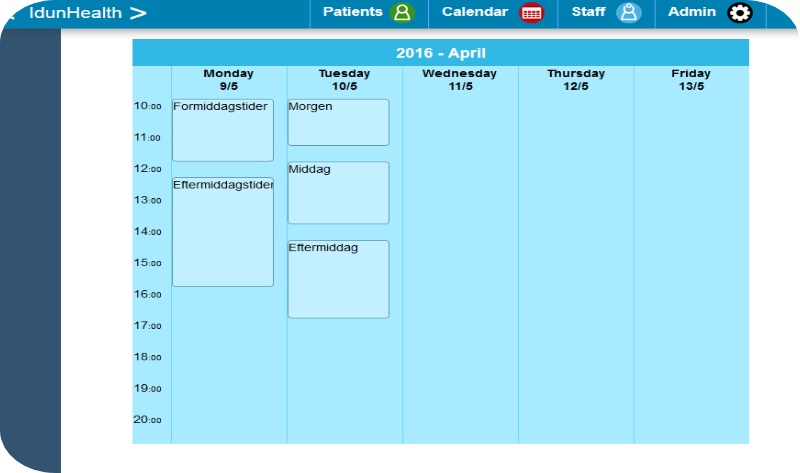 IdunHealth >
Patients Calendar Staff Admin
2016 - April
Monday Tuesday Wednesday Thursday Friday
9/5 10/5 11/5 12/5 13/5
10:00 Formiddagstider Morgen
11:00
12:00 Middag
Eftermiddagstider
13:00
14:00
Eftermiddag
15:00
16:00
17:00
18:00
19:00
20:00